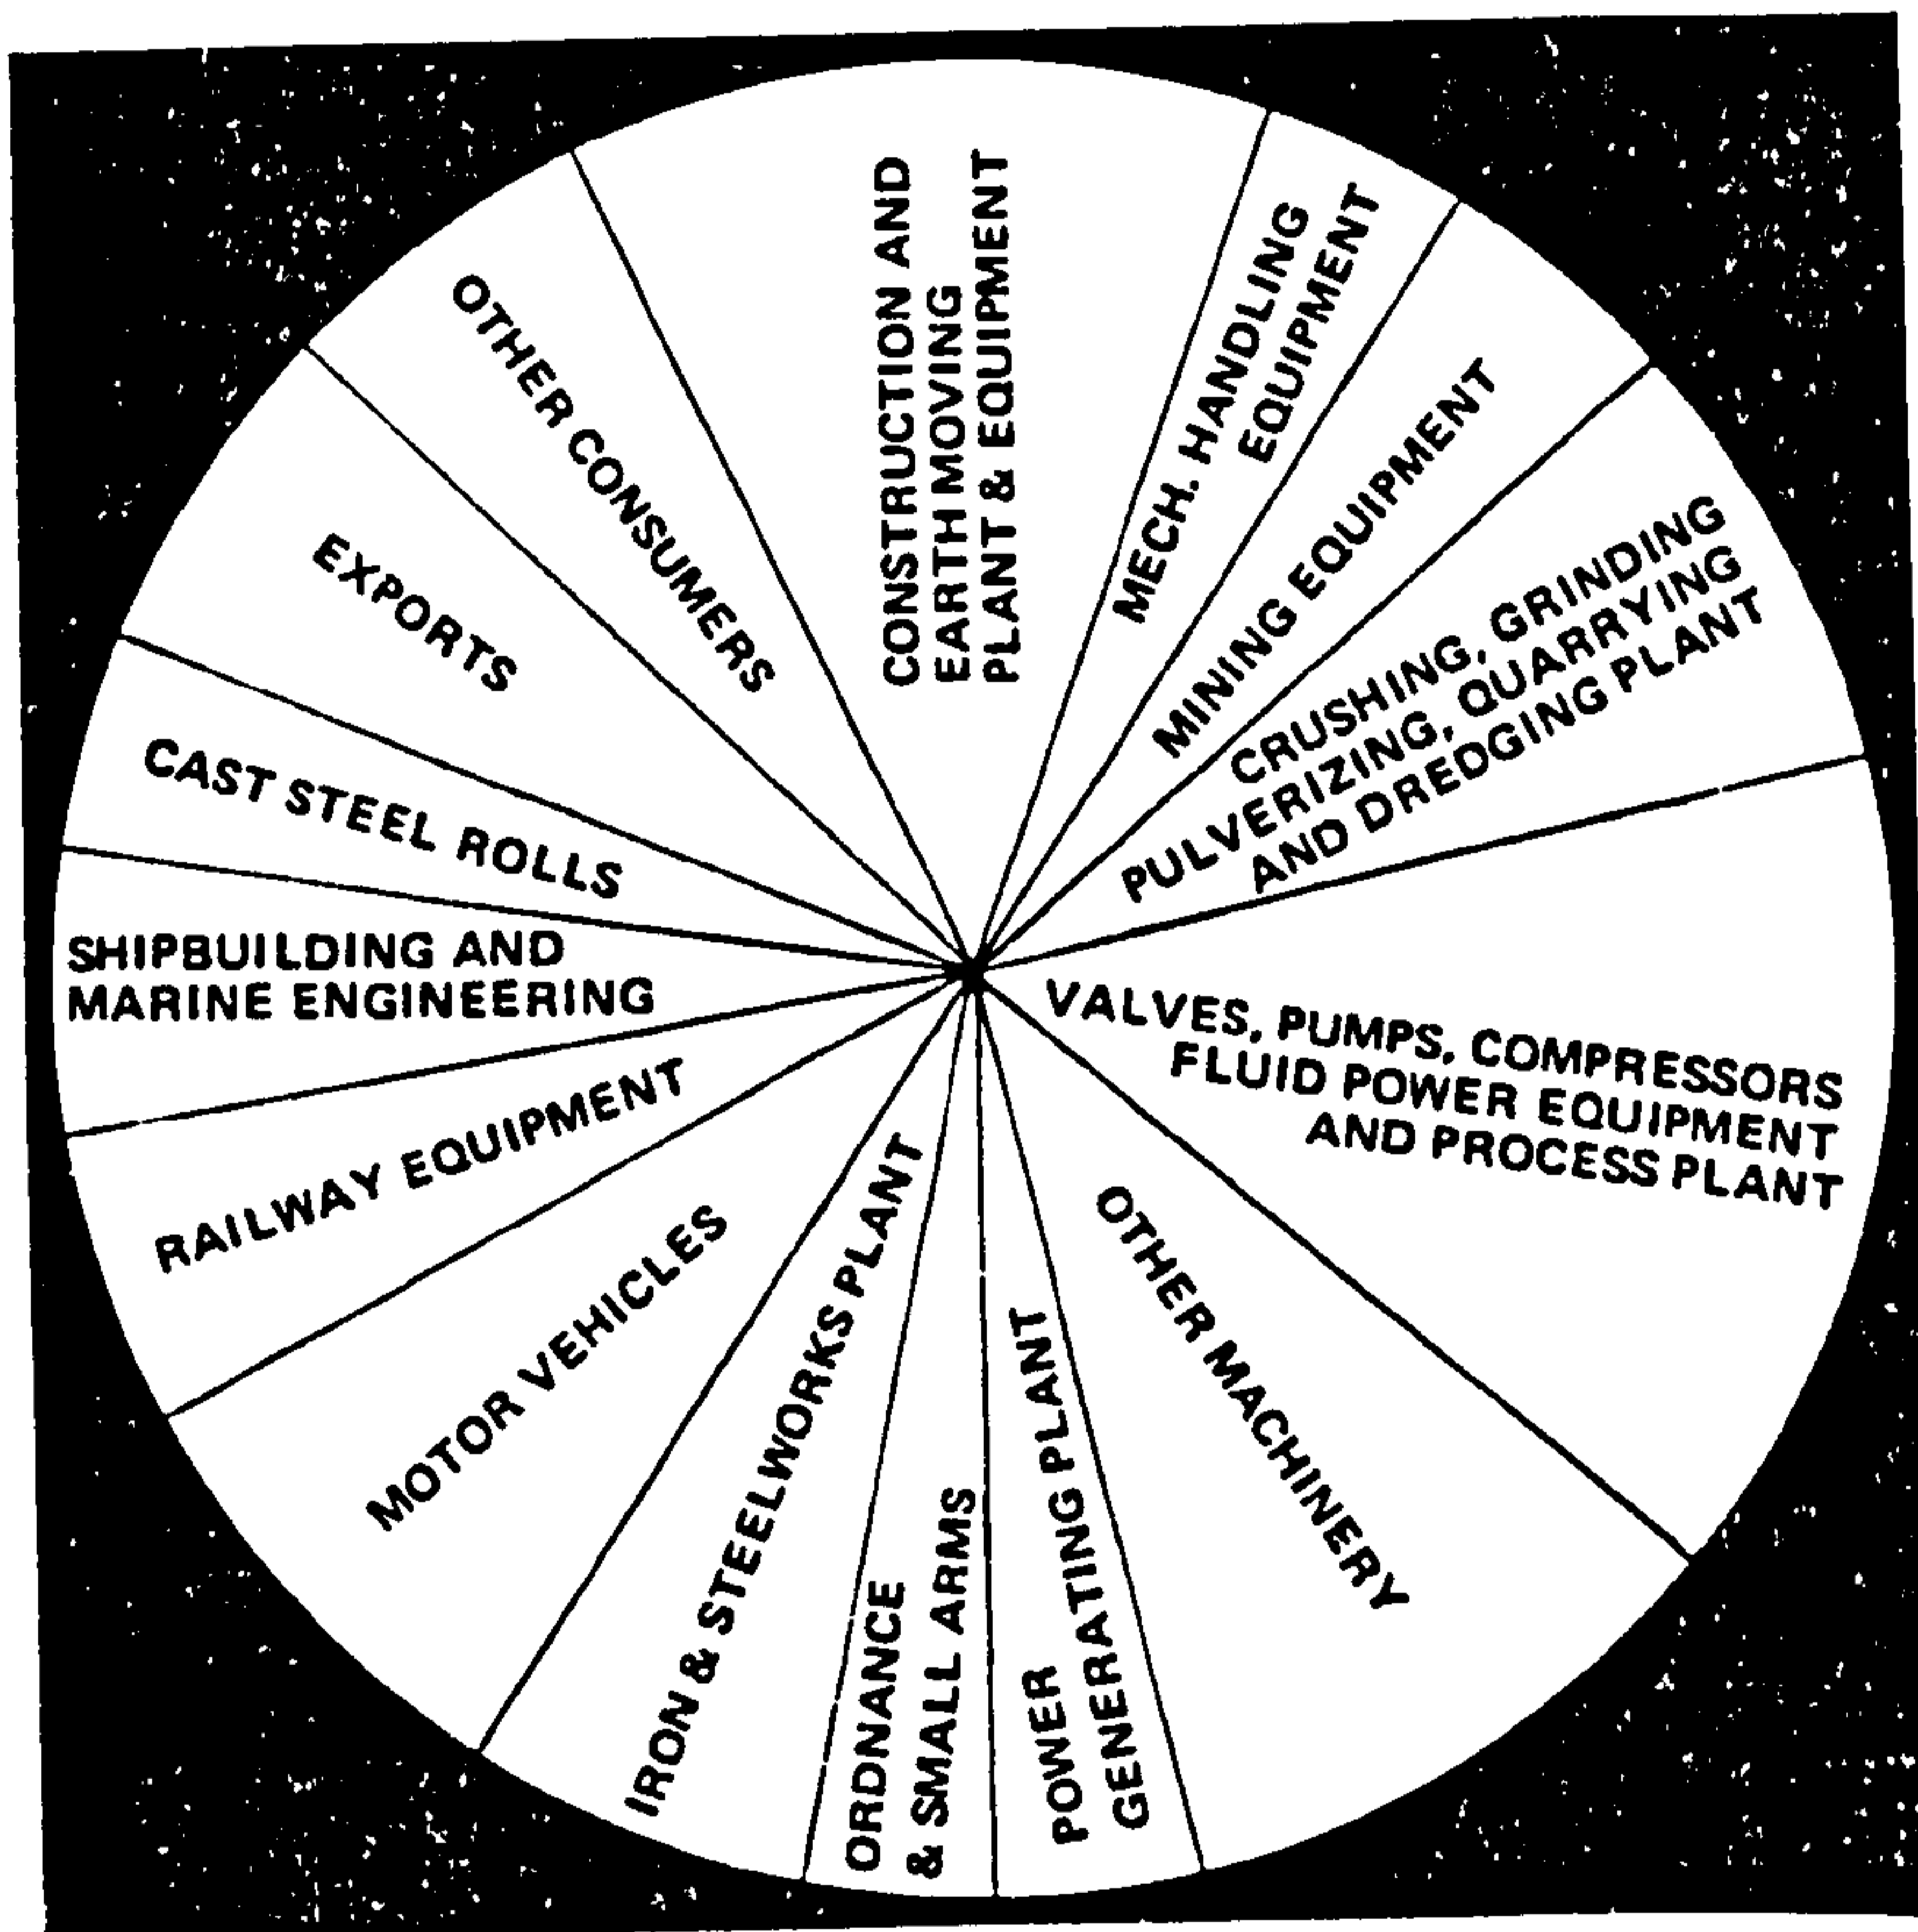 CONSTRUCTION AND
EARTH MOVING
PLANT & EQUIPMENT
MECH. HANDLING
EQUIPMENT
MINING EQUIPMENT
CRUSHING, GRINDING
PULVERIZING, QUARRYING
AND DREDGING PLANT
VALVES, PUMPS, COMPRESSORS
FLUID POWER EQUIPMENT
AND PROCESS PLANT
OTHER MACHINERY
POWER
GENERATING PLANT
ORDNANCE
& SMALL ARMS
IRON & STEELWORKS PLANT
MOTOR VEHICLES
RAILWAY EQUIPMENT
SHIPBUILDING AND
MARINE ENGINEERING
CAST STEEL ROLLS
EXPORTS
OTHER CONSUMERS